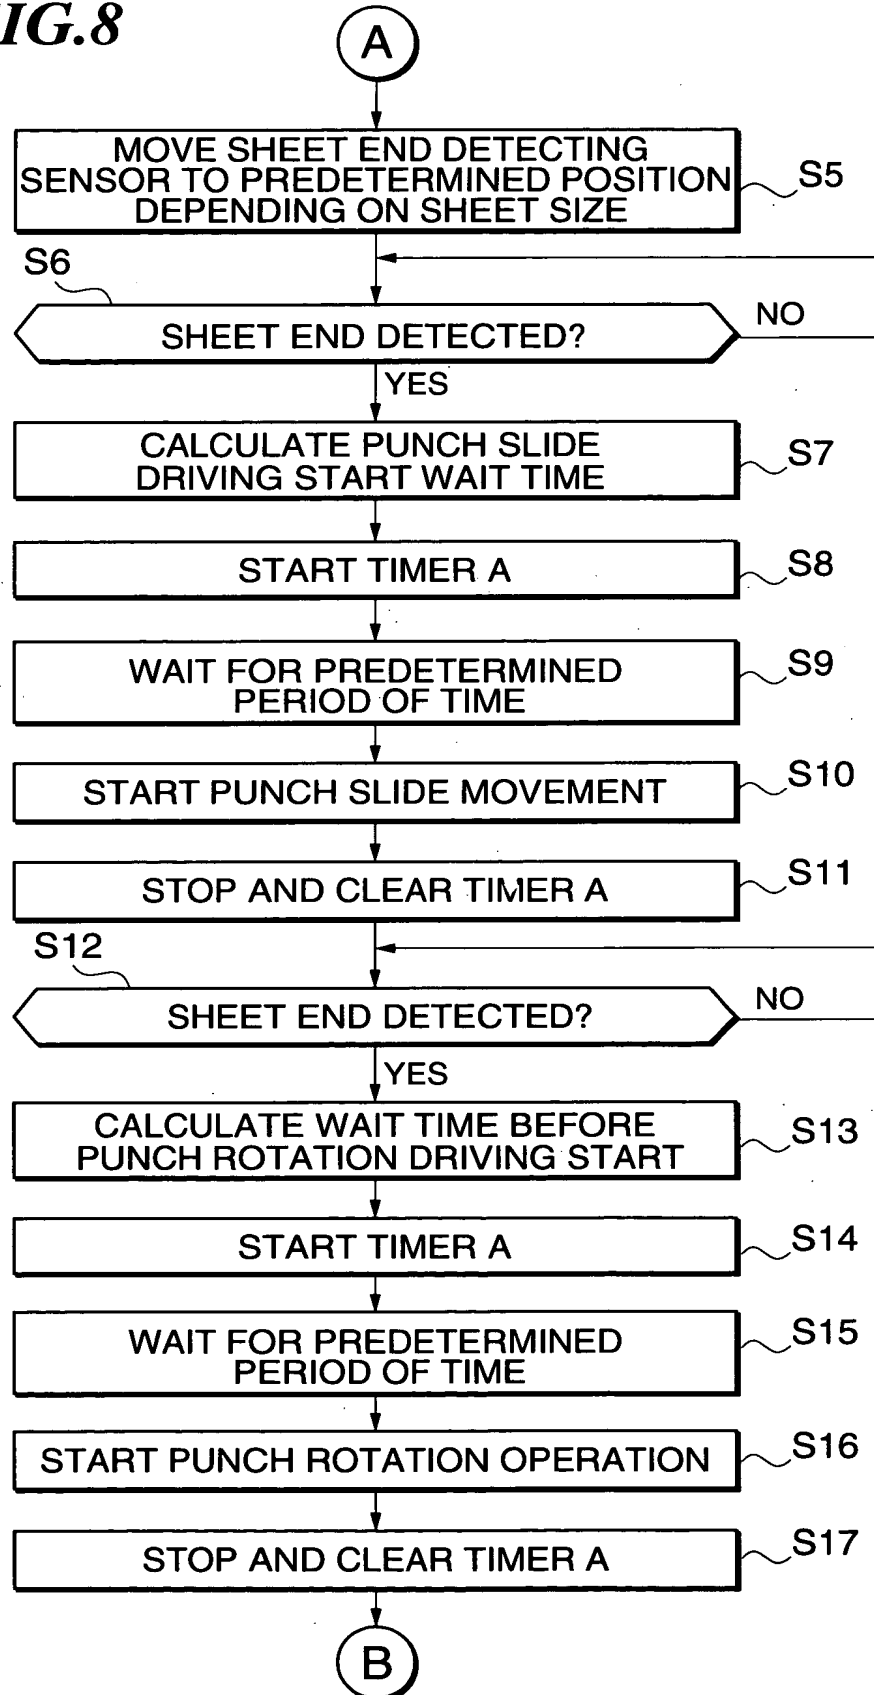 IG.8
A
MOVE SHEET END DETECTING
SENSOR TO PREDETERMINED POSITION
DEPENDING ON SHEET SIZE
S5
S6
SHEET END DETECTED?
NO
YES
CALCULATE PUNCH SLIDE
DRIVING START WAIT TIME
S7
START TIMER A
S8
WAIT FOR PREDETERMINED
PERIOD OF TIME
S9
START PUNCH SLIDE MOVEMENT
S10
STOP AND CLEAR TIMER A
S11
S12
SHEET END DETECTED?
NO
YES
CALCULATE WAIT TIME BEFORE
PUNCH ROTATION DRIVING START
S13
START TIMER A
S14
WAIT FOR PREDETERMINED
PERIOD OF TIME
S15
START PUNCH ROTATION OPERATION
S16
STOP AND CLEAR TIMER A
S17
B